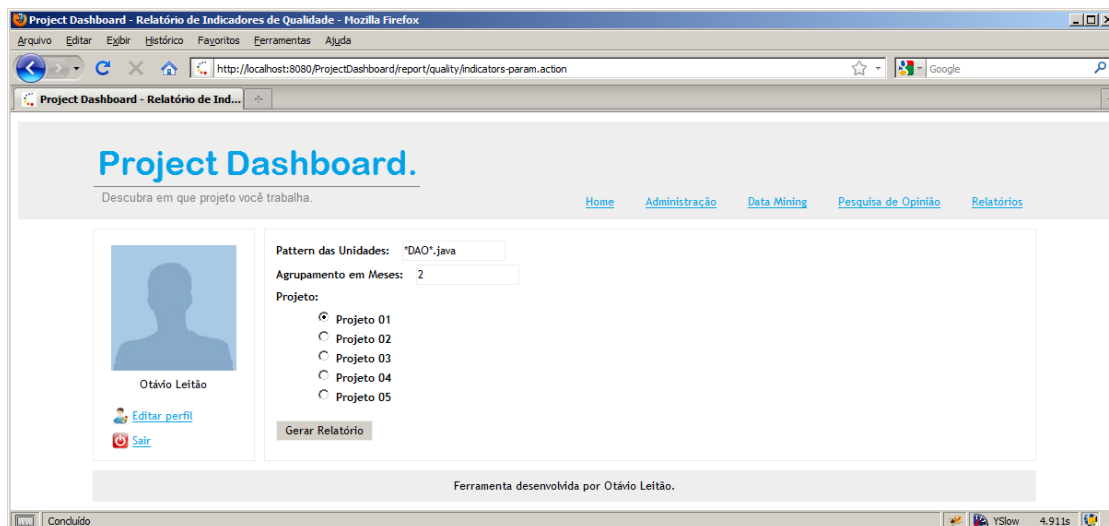 Project Dashboard - Relatório de Indicadores de Qualidade - Mozilla Firefox
Arquivo Editar Exibir Histórico Favoritos Ferramentas Ajuda
http://localhost:8080/ProjectDashboard/report/quality/indicators-param.action Google
Project Dashboard - Relatório de Ind...
Project Dashboard.
Descubra em que projeto você trabalha.
Home Administração Data Mining Pesquisa de Opinião Relatórios
Pattern das Unidades: *DAO*.java
Agrupamento em Meses: 2
Projeto:
Projeto 01
Projeto 02
Projeto 03
Projeto 04
Projeto 05
Gerar Relatório
Otávio Leitão
Editar perfil
Sair
Ferramenta desenvolvida por Otávio Leitão.
Concluído YSlow 4.911s